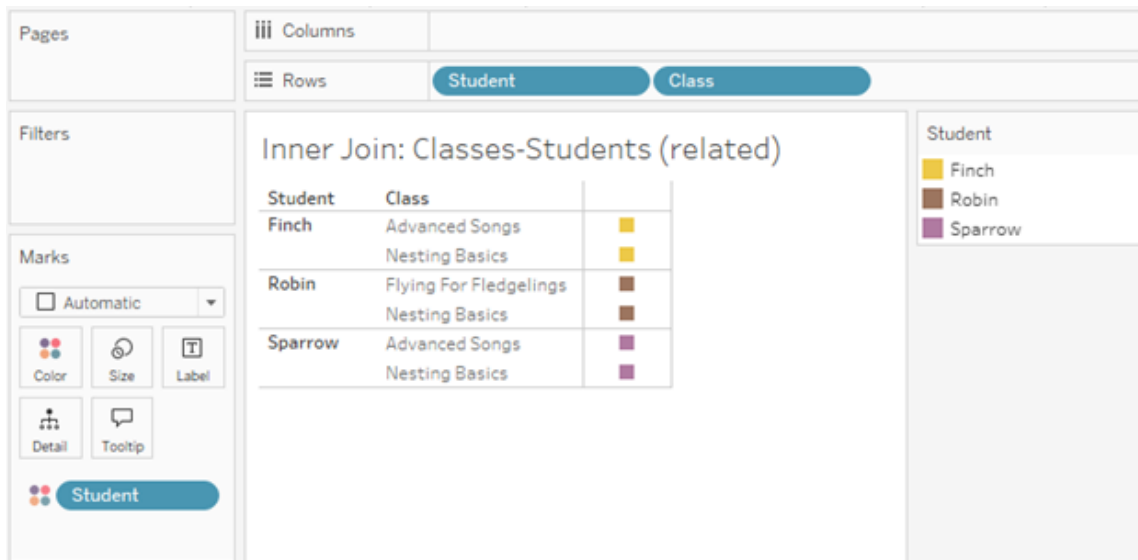 Pages
Columns
Rows Student Class
Filters
Inner Join: Classes-Students (related)
Student Class
Finch Advanced Songs
Nesting Basics
Robin Flying For Fledgelings
Nesting Basics
Sparrow Advanced Songs
Nesting Basics
Marks
Automatic
Color Size Label
Detail Tooltip
Student
Student
Finch
Robin
Sparrow